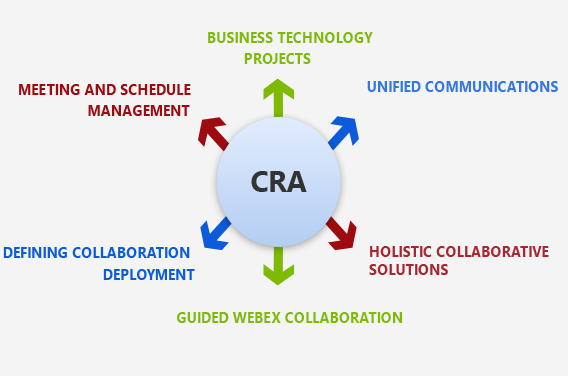 BUSINESS TECHNOLOGY
PROJECTS
MEETING AND SCHEDULE
MANAGEMENT
UNIFIED COMMUNICATIONS
CRA
DEFINING COLLABORATION
DEPLOYMENT
HOLISTIC COLLABORATIVE
SOLUTIONS
GUIDED WEBEX COLLABORATION